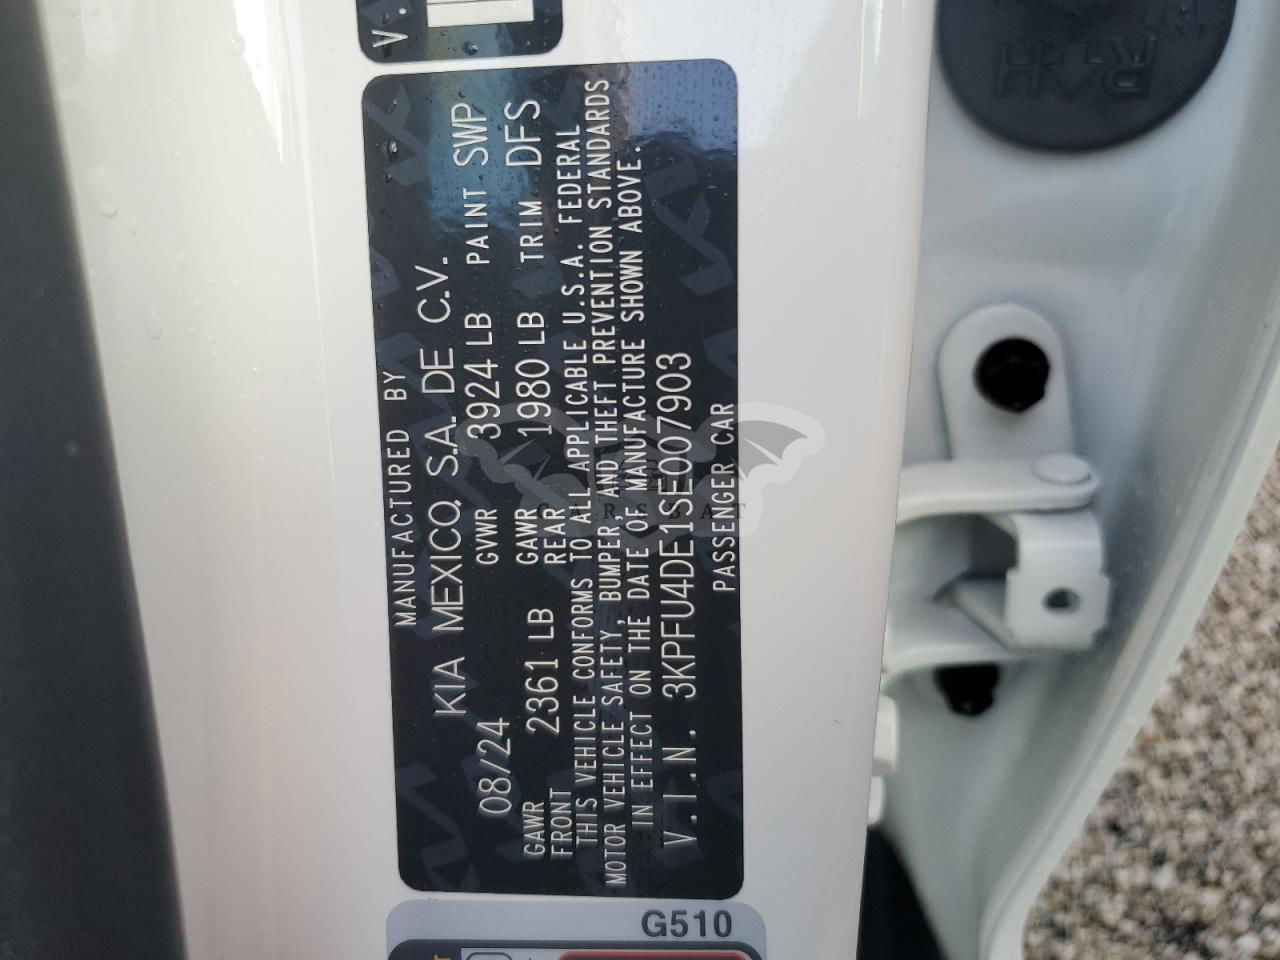 MANUFACTURED BY
KIA MEXICO, S.A. DE C.V.
08/24 GVWR 3924 LB PAINT SWP
GAWR FRONT 2361 LB GAWR REAR 1980 LB TRIM DFS
THIS VEHICLE CONFORMS TO ALL APPLICABLE U.S.A. FEDERAL
MOTOR VEHICLE SAFETY, BUMPER, AND THEFT PREVENTION STANDARDS
IN EFFECT ON THE DATE OF MANUFACTURE SHOWN ABOVE.
V.I.N. 3KPFU4DE1SE007903
PASSENGER CAR
G510
R.H
CARSBAT